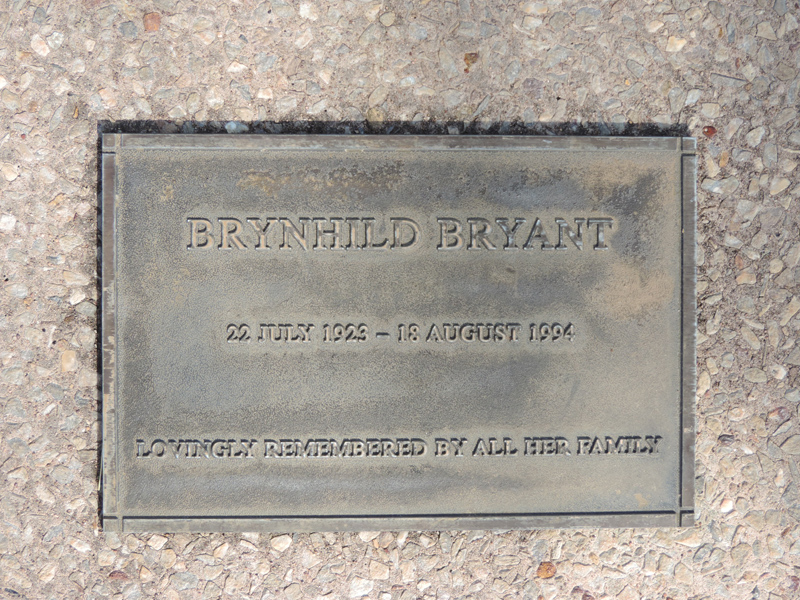 BRYNHILD BRYANT
22 JULY 1923 – 18 AUGUST 1994
LOVINGLY REMEMBERED BY ALL HER FAMILY